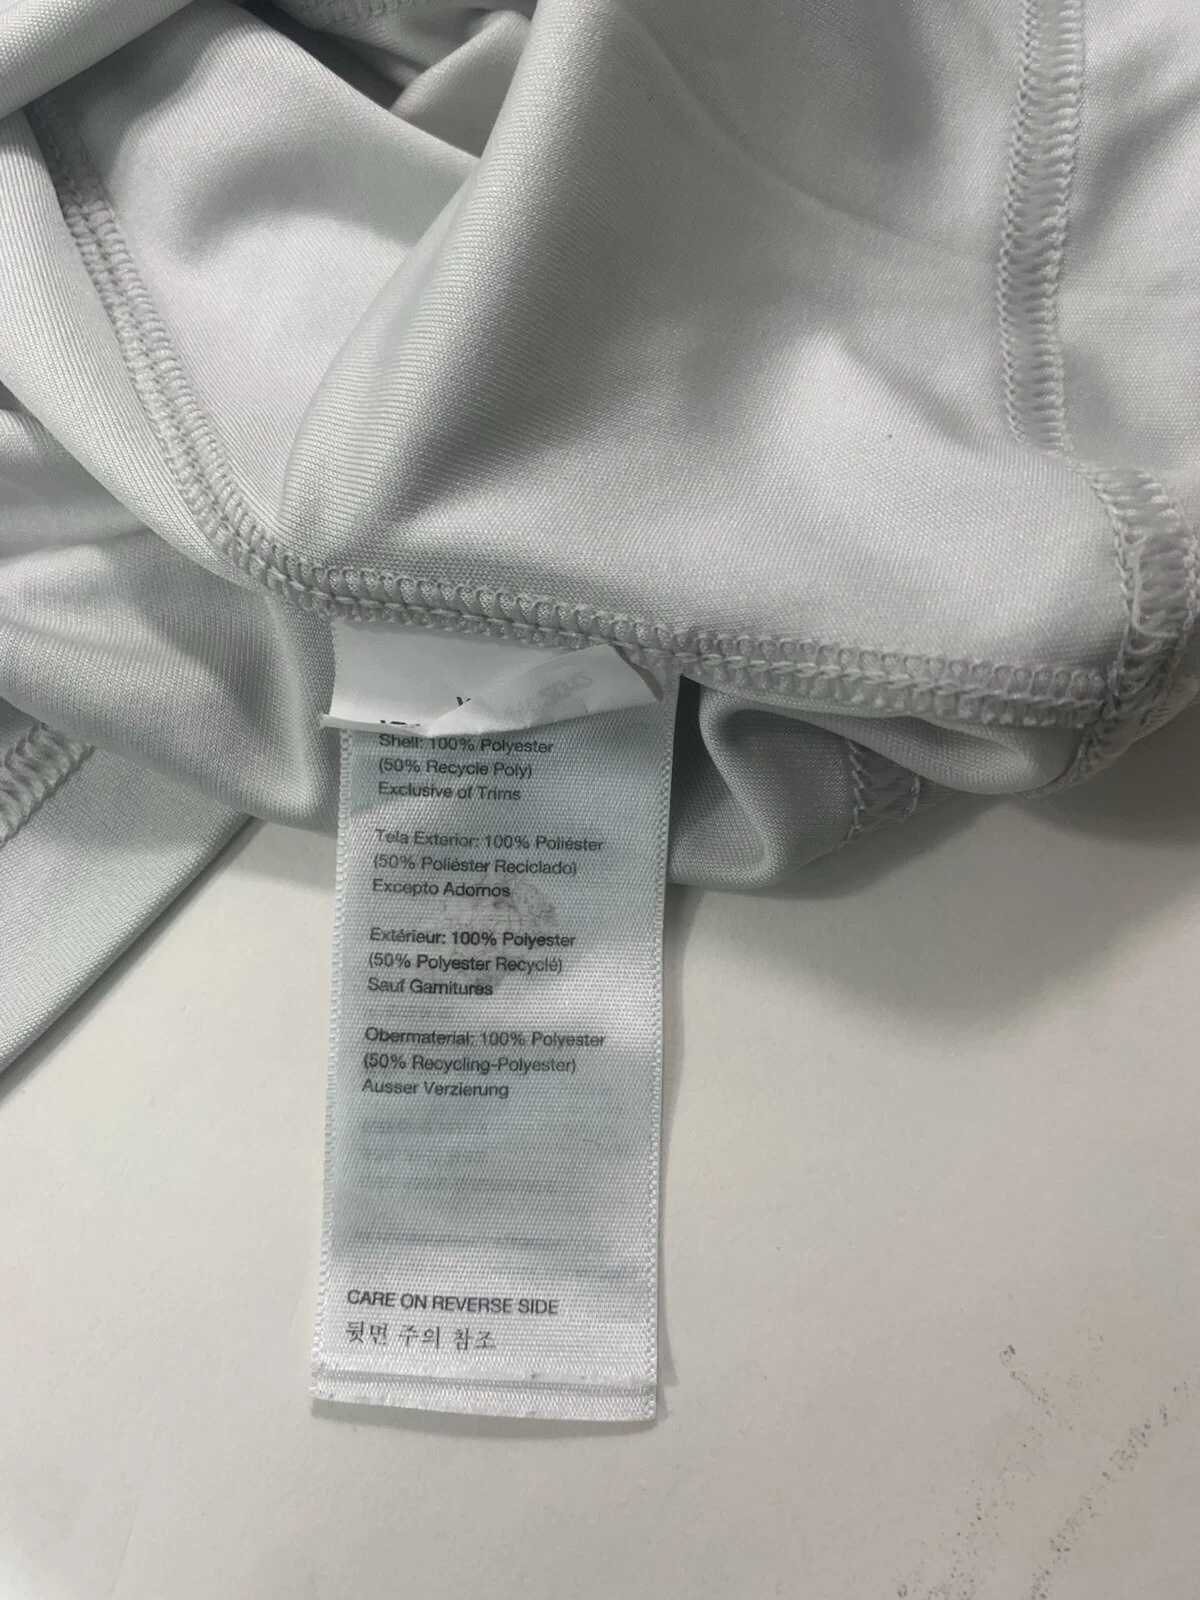 Shell: 100% Polyester
(50% Recycle Poly)
Exclusive of Trims
Tela Exterior: 100% Poliéster
(50% Poliéster Reciclado)
Excepto Adornos
Extérieur: 100% Polyester
(50% Polyester Recyclé)
Sauf Garnitures
Obermaterial: 100% Polyester
(50% Recycling-Polyester)
Ausser Verzierung
CARE ON REVERSE SIDE
뒷면 주의 참조